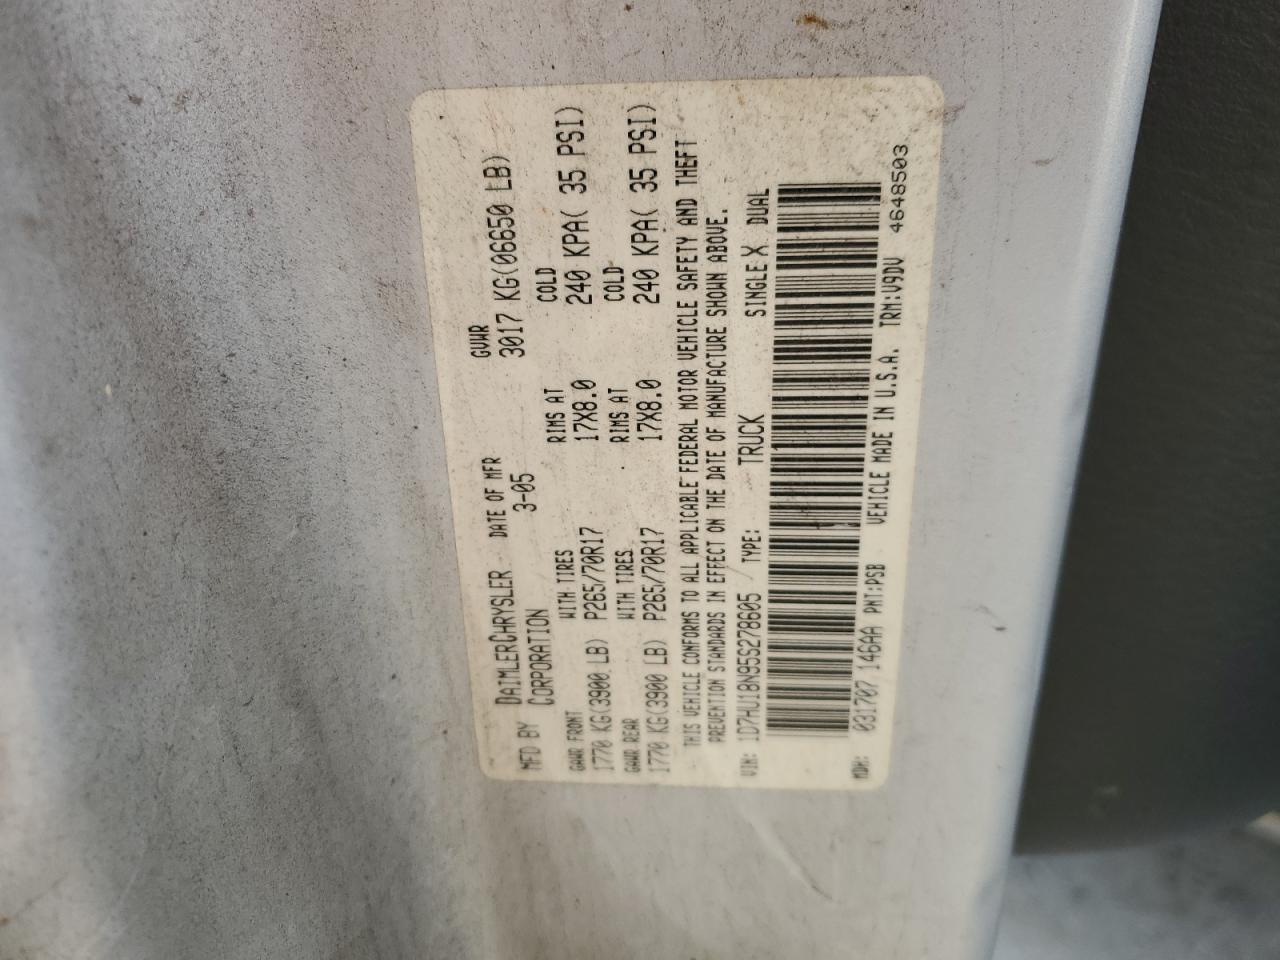 MFD BY DAIMLERCHRYSLER CORPORATION DATE OF MFR 3-05 GVWR 3017 KG(06650 LB)
GAWR FRONT WITH TIRES RIMS AT COLD
1770 KG(3900 LB) P265/70R17 17X8.0 240 KPA( 35 PSI)
GAWR REAR WITH TIRES RIMS AT COLD
1770 KG(3900 LB) P265/70R17 17X8.0 240 KPA( 35 PSI)
THIS VEHICLE CONFORMS TO ALL APPLICABLE FEDERAL MOTOR VEHICLE SAFETY AND THEFT
PREVENTION STANDARDS IN EFFECT ON THE DATE OF MANUFACTURE SHOWN ABOVE.
VIN: 1D7HU18N95S278605 TYPE: TRUCK SINGLE X DUAL
MDH: 031707 146AA PNT:PSB VEHICLE MADE IN U.S.A. TRM:V9DV 4648503